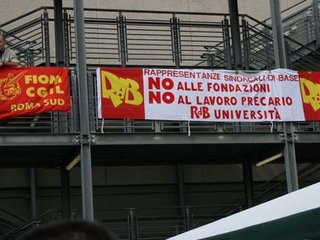 FIOM
CGIL
ROMA SUD
RdB
RAPPRESENTANZE SINDACALI DI BASE
NO ALLE FONDAZIONI
NO AL LAVORO PRECARIO
RdB UNIVERSITÀ